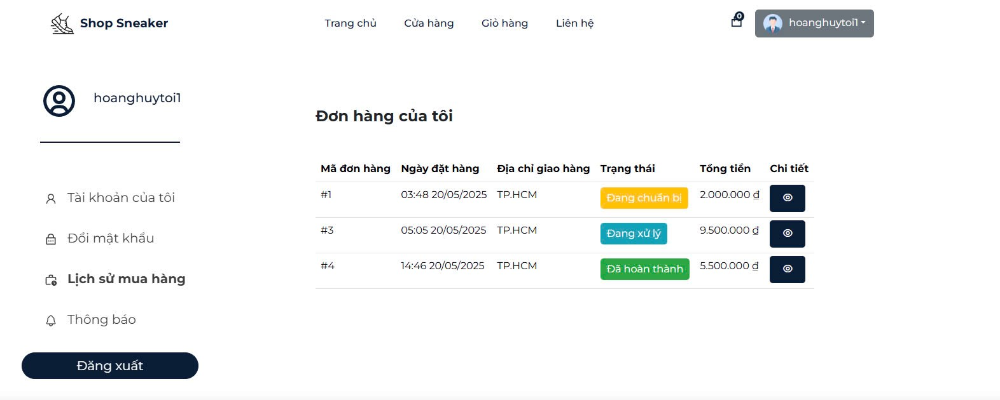 Shop Sneaker
Trang chủ Cửa hàng Giỏ hàng Liên hệ
0
hoanghuytoi1
hoanghuytoi1
Tài khoản của tôi
Đổi mật khẩu
Lịch sử mua hàng
Thông báo
Đăng xuất
Đơn hàng của tôi
Mã đơn hàng Ngày đặt hàng Địa chỉ giao hàng Trạng thái Tổng tiền Chi tiết
#1 03:48 20/05/2025 TP.HCM Đang chuẩn bị 2.000.000 ₫
#3 05:05 20/05/2025 TP.HCM Đang xử lý 9.500.000 ₫
#4 14:46 20/05/2025 TP.HCM Đã hoàn thành 5.500.000 ₫